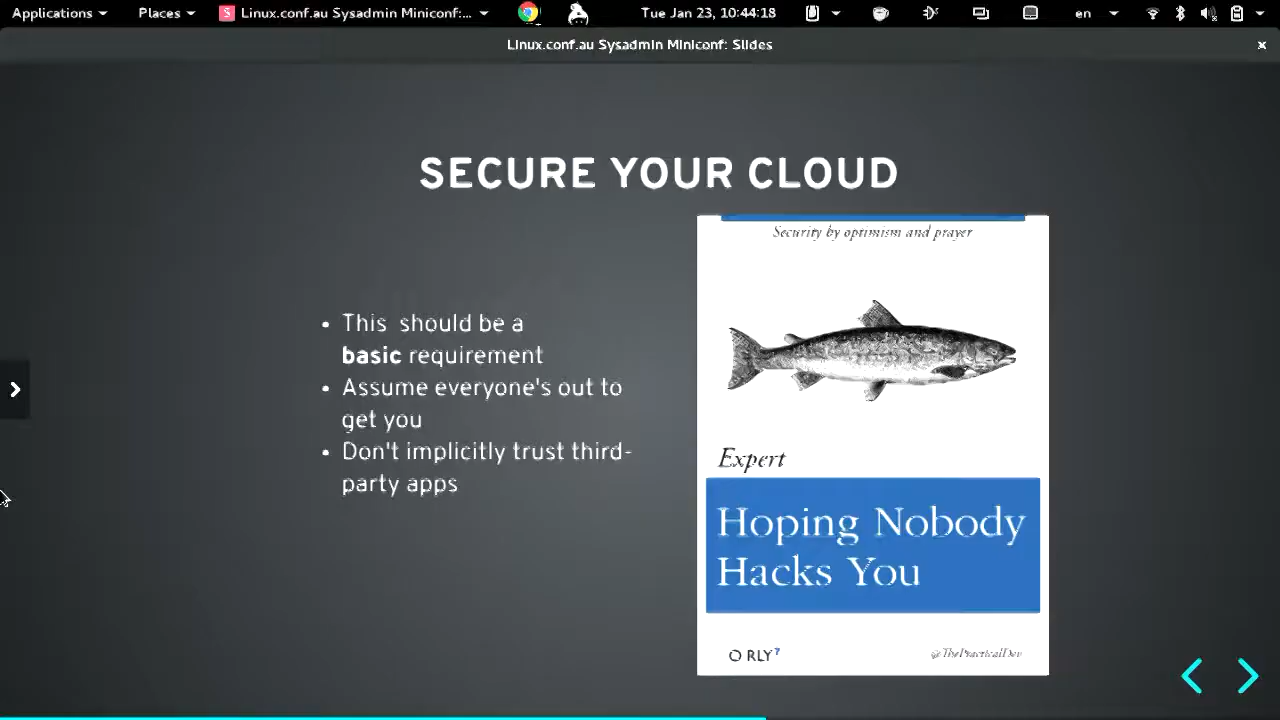 Applications Places Linux.conf.au Sysadmin Miniconf:... Tue Jan 23, 10:44:18 en
Linux.conf.au Sysadmin Miniconf: Slides
SECURE YOUR CLOUD
This should be a
basic requirement
Assume everyone's out to
get you
Don't implicitly trust third-
party apps
Security by optimism and prayer
Expert
Hoping Nobody
Hacks You
O RLY?
@ThePracticalDev